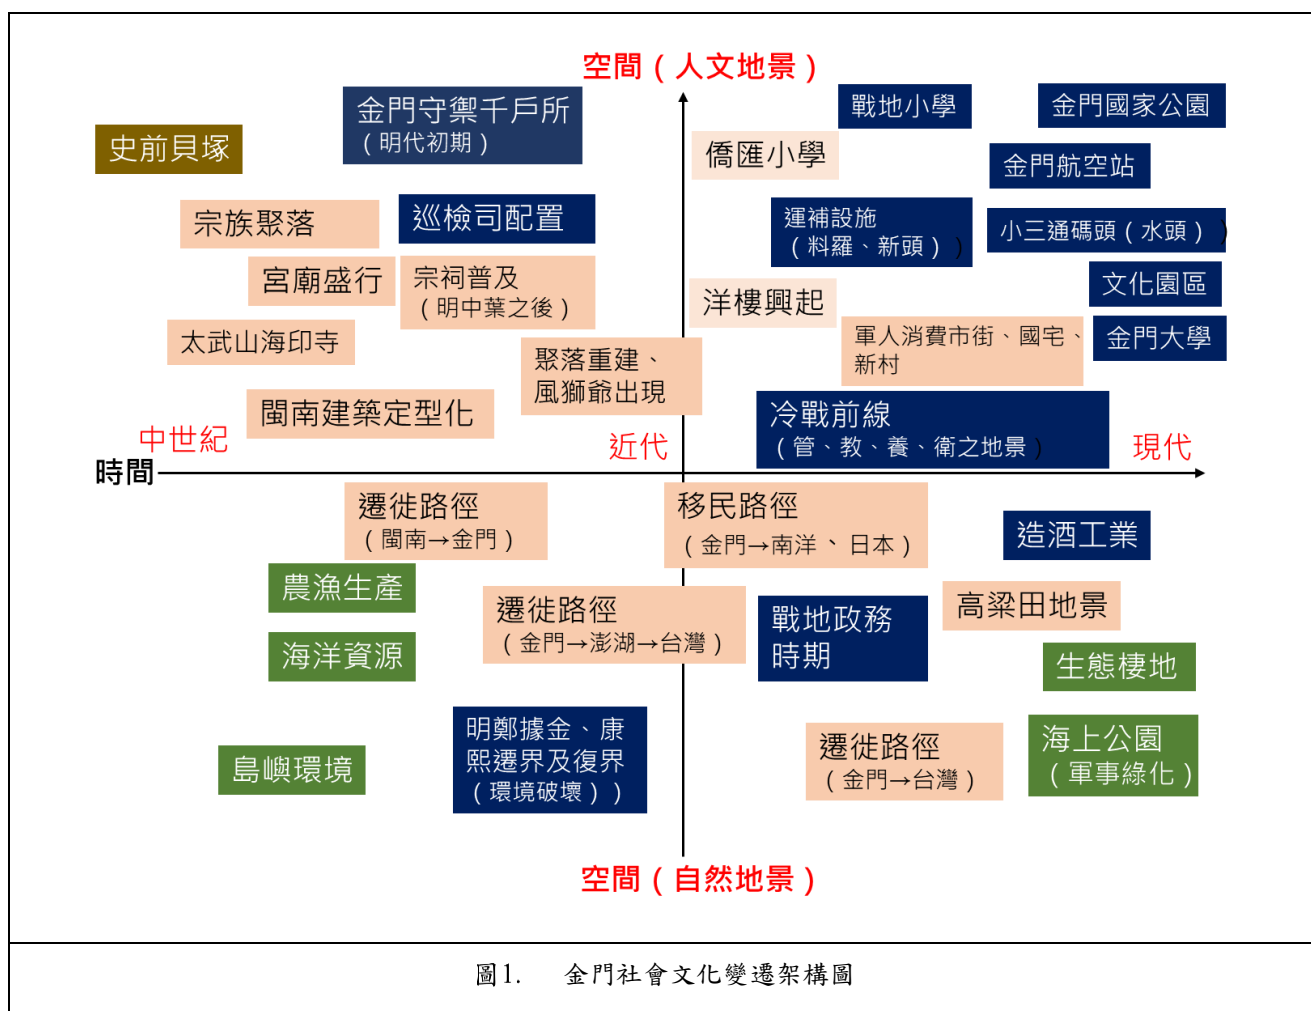 空間（人文地景）
金門守禦千戶所
（明代初期）
史前貝塚
宗族聚落
巡檢司配置
宮廟盛行
宗祠普及
（明中葉之後）
太武山海印寺
聚落重建、
風獅爺出現
閩南建築定型化
戰地小學
金門國家公園
僑匯小學
金門航空站
運補設施
（料羅、新頭））
小三通碼頭（水頭））
洋樓興起
文化園區
軍人消費市街、國宅、
新村
金門大學
冷戰前線
（管、教、養、衛之地景）
中世紀
近代
現代
時間
遷徙路徑
（閩南→金門）
移民路徑
（金門→南洋、日本）
造酒工業
農漁生產
遷徙路徑
（金門→澎湖→台灣）
戰地政務
時期
高粱田地景
海洋資源
生態棲地
島嶼環境
明鄭據金、康
熙遷界及復界
（環境破壞））
遷徙路徑
（金門→台灣）
海上公園
（軍事綠化）
空間（自然地景）
圖1. 金門社會文化變遷架構圖